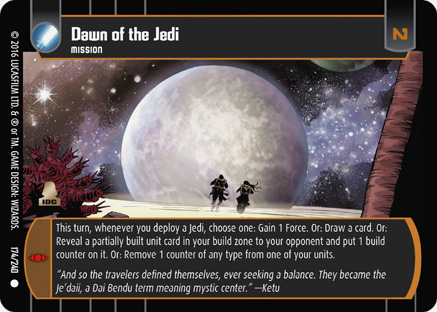 Dawn of the Jedi
MISSION
N
© 2016 LUCASFILM LTD. & ® or TM. GAME DESIGN: WIZARDS.
174/240
This turn, whenever you deploy a Jedi, choose one: Gain 1 Force. Or: Draw a card. Or:
Reveal a partially built unit card in your build zone to your opponent and put 1 build
counter on it. Or: Remove 1 counter of any type from one of your units.
“And so the travelers defined themselves, ever seeking a balance. They became the
Je'daii, a Dai Bendu term meaning mystic center.” —Ketu